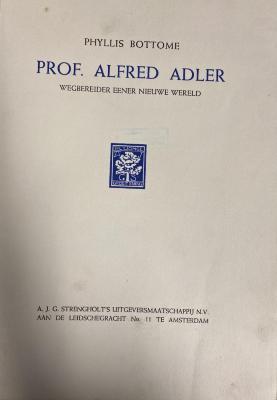 PHYLLIS BOTTOME
PROF. ALFRED ADLER
WEGBEREIDER EENER NIEUWE WERELD
A. J. G. STRENGHOLT'S UITGEVERSMAATSCHAPPIJ N.V.
AAN DE LEIDSCHEGRACHT No. 11 TE AMSTERDAM